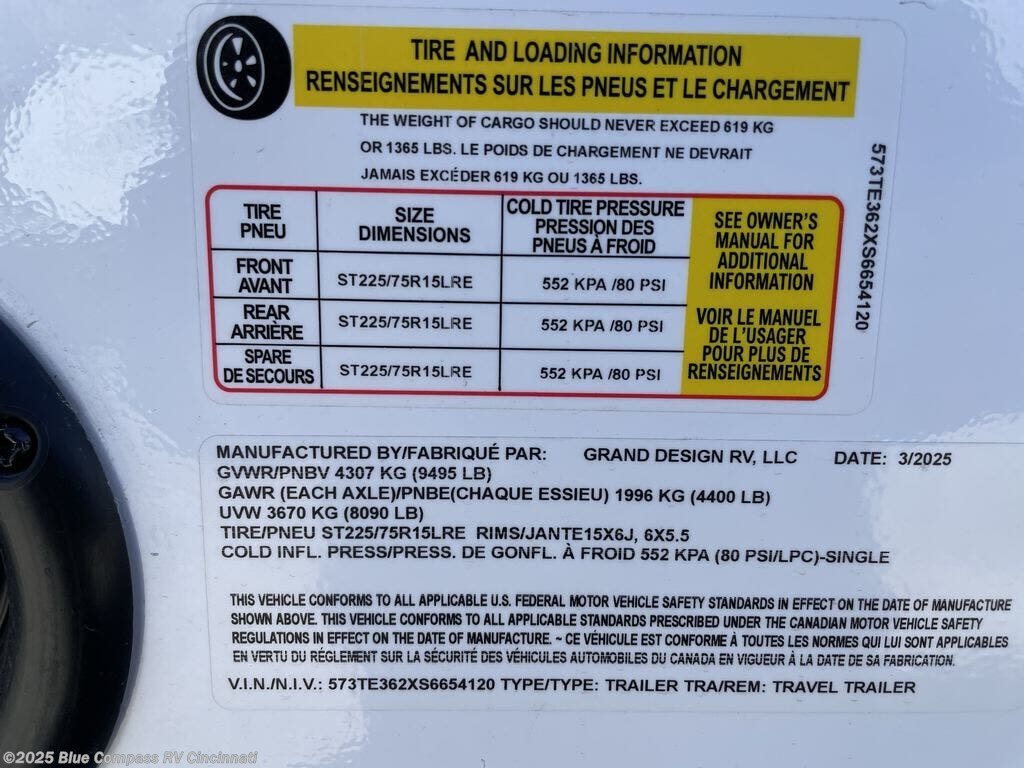 TIRE AND LOADING INFORMATION
RENSEIGNEMENTS SUR LES PNEUS ET LE CHARGEMENT
THE WEIGHT OF CARGO SHOULD NEVER EXCEED 619 KG
OR 1365 LBS. LE POIDS DE CHARGEMENT NE DEVRAIT
JAMAIS EXCÉDER 619 KG OU 1365 LBS.
573TE362XS6654120
TIRE
PNEU
SIZE
DIMENSIONS
COLD TIRE PRESSURE
PRESSION DES
PNEUS À FROID
FRONT
AVANT
ST225/75R15LRE
552 KPA /80 PSI
REAR
ARRIÈRE
ST225/75R15LRE
552 KPA /80 PSI
SPARE
DE SECOURS
ST225/75R15LRE
552 KPA /80 PSI
SEE OWNER'S
MANUAL FOR
ADDITIONAL
INFORMATION
VOIR LE MANUEL
DE L'USAGER
POUR PLUS DE
RENSEIGNEMENTS
MANUFACTURED BY/FABRIQUÉ PAR: GRAND DESIGN RV, LLC DATE: 3/2025
GVWR/PNBV 4307 KG (9495 LB)
GAWR (EACH AXLE)/PNBE(CHAQUE ESSIEU) 1996 KG (4400 LB)
UVW 3670 KG (8090 LB)
TIRE/PNEU ST225/75R15LRE RIMS/JANTE15X6J, 6X5.5
COLD INFL. PRESS/PRESS. DE GONFL. À FROID 552 KPA (80 PSI/LPC)-SINGLE
THIS VEHICLE CONFORMS TO ALL APPLICABLE U.S. FEDERAL MOTOR VEHICLE SAFETY STANDARDS IN EFFECT ON THE DATE OF MANUFACTURE
SHOWN ABOVE. THIS VEHICLE CONFORMS TO ALL APPLICABLE STANDARDS PRESCRIBED UNDER THE CANADIAN MOTOR VEHICLE SAFETY
REGULATIONS IN EFFECT ON THE DATE OF MANUFACTURE. ~ CE VÉHICULE EST CONFORME À TOUTES LES NORMES QUI LUI SONT APPLICABLES
EN VERTU DU RÉGLEMENT SUR LA SÉCURITÉ DES VÉHICULES AUTOMOBILES DU CANADA EN VIGUEUR À LA DATE DE SA FABRICATION.
V.I.N./N.I.V.: 573TE362XS6654120 TYPE/TYPE: TRAILER TRA/REM: TRAVEL TRAILER
©2025 Blue Compass RV Cincinnati